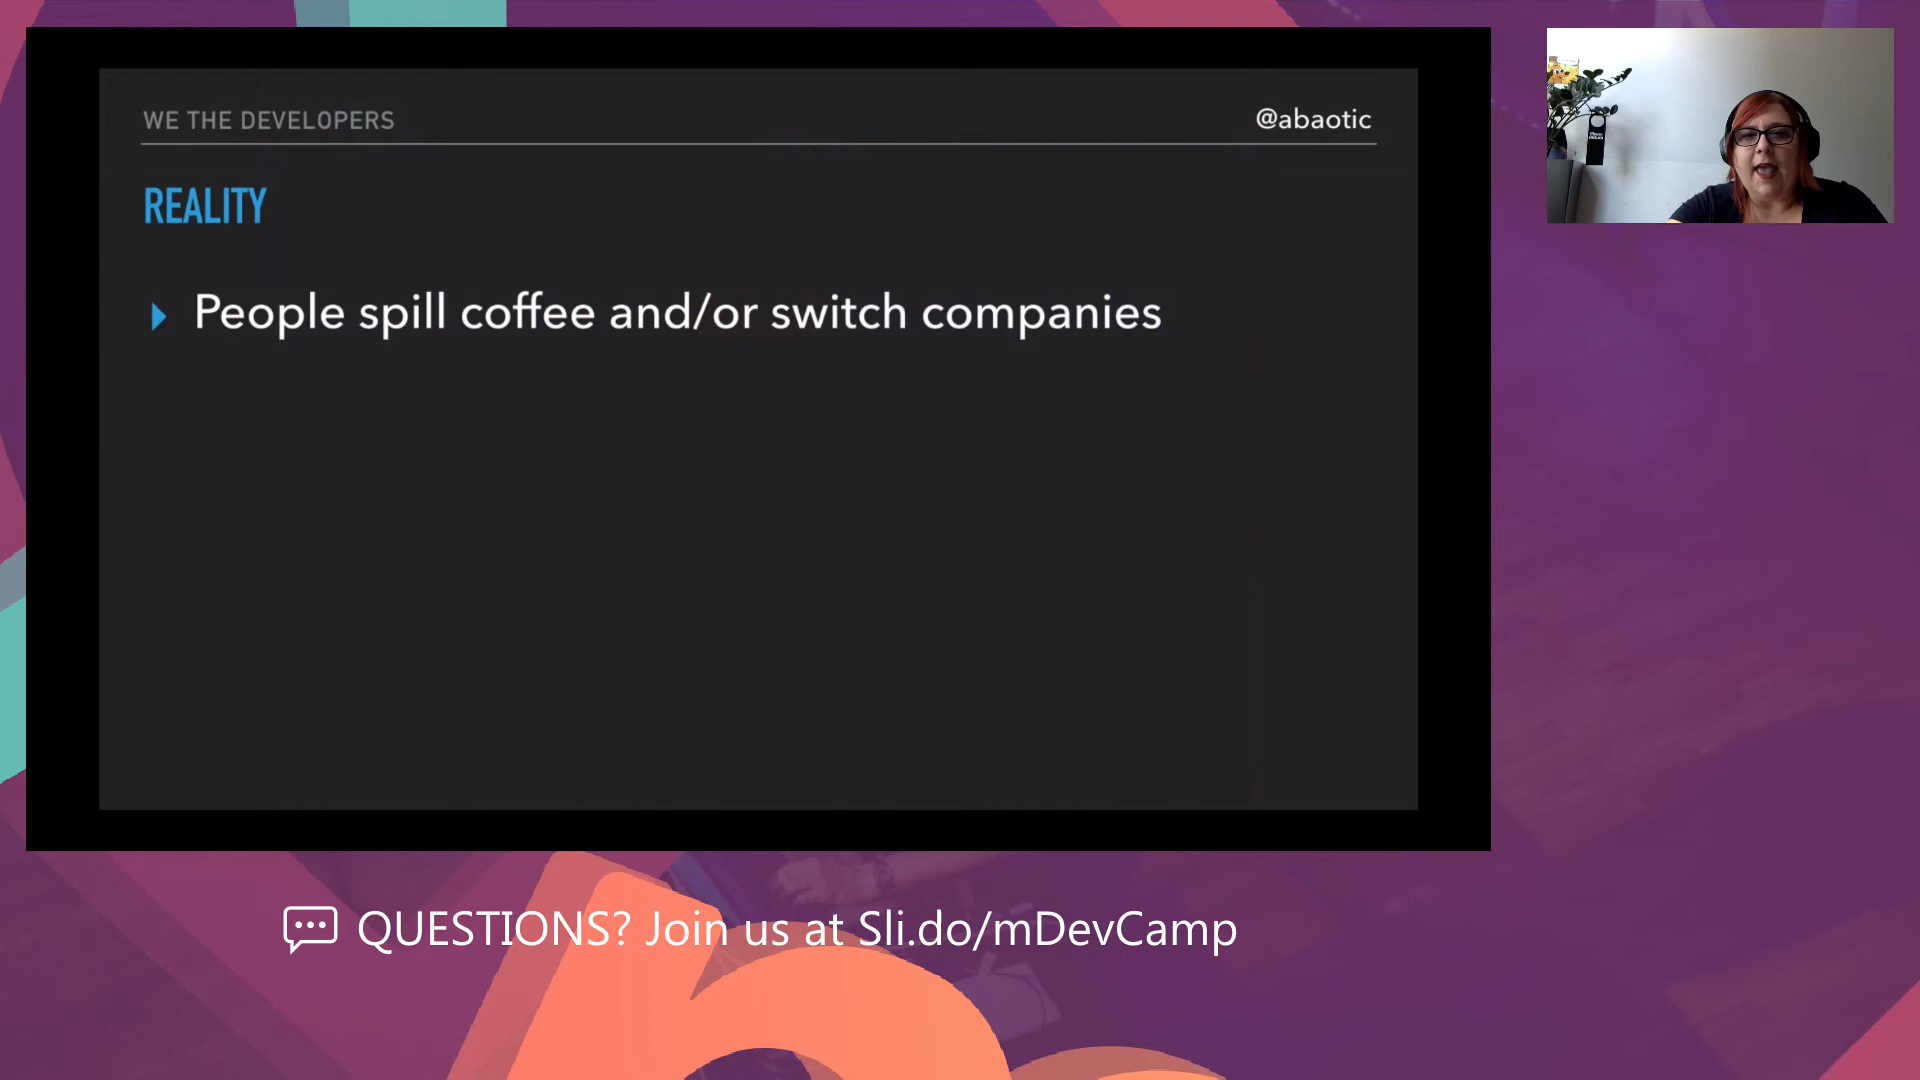 WE THE DEVELOPERS
@abaotic
REALITY
People spill coffee and/or switch companies
QUESTIONS? Join us at Sli.do/mDevCamp